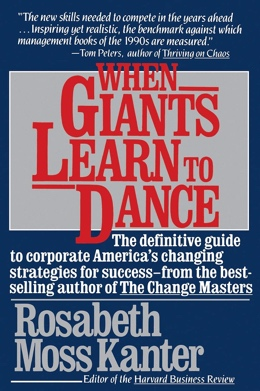 "The new skills needed to compete in the years ahead
... Inspiring yet realistic, the benchmark against which
management books of the 1990s are measured."
—Tom Peters, author of Thriving on Chaos
WHEN
GIANTS
LEARN TO
DANCE
The definitive guide
to corporate America's changing
strategies for success–from the best-
selling author of The Change Masters
Rosabeth
Moss Kanter
Editor of the Harvard Business Review